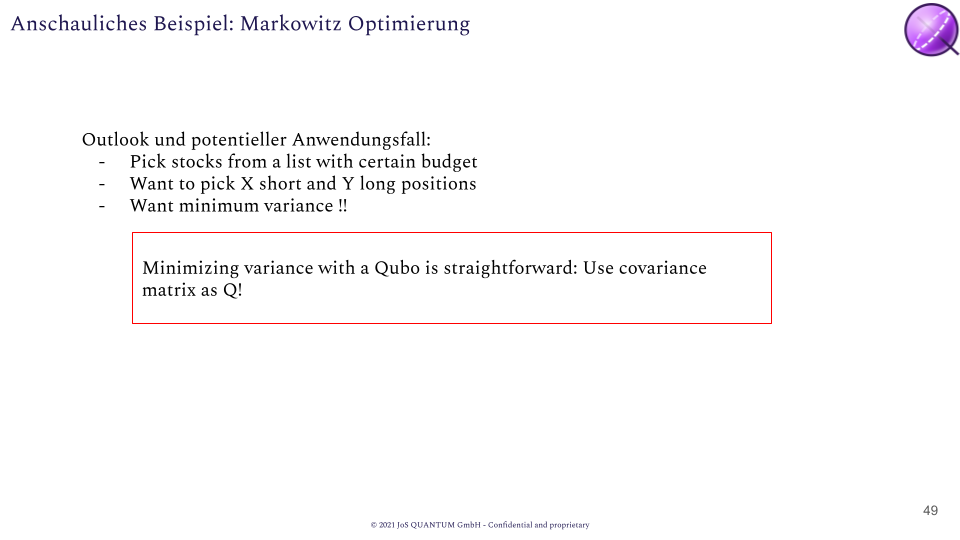 Anschauliches Beispiel: Markowitz Optimierung
Outlook und potentieller Anwendungsfall:
- Pick stocks from a list with certain budget
- Want to pick X short and Y long positions
- Want minimum variance !!
Minimizing variance with a Qubo is straightforward: Use covariance
matrix as Q!
49
© 2021 JoS QUANTUM GmbH - Confidential and proprietary